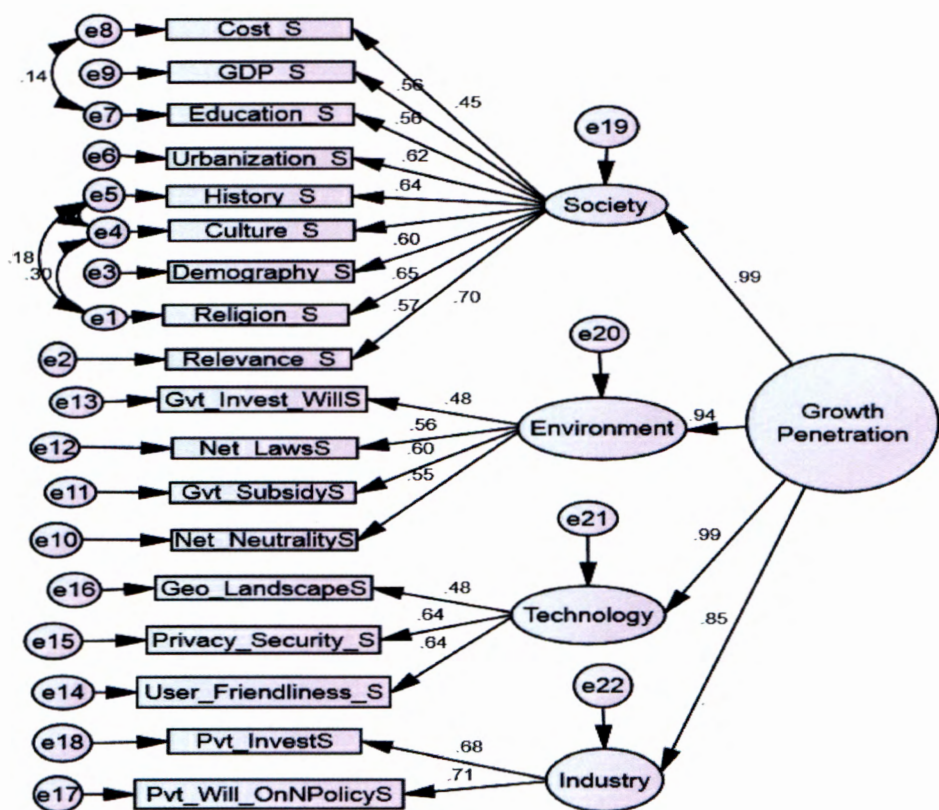 e8
Cost_S
e9
GDP_S
.14
.56
.45
e7
Education_S
.56
e19
e6
Urbanization_S
.62
e5
History_S
.64
Society
e4
Culture_S
.60
.18
.30
e3
Demography_S
.65
.99
e1
Religion_S
.57
.70
e20
e2
Relevance_S
e13
Gvt_Invest_WillS
.48
Growth
Penetration
.94
Environment
e12
Net_LawsS
.56
.60
e11
Gvt_SubsidyS
.55
e21
e10
Net_NeutralityS
.99
e16
Geo_LandscapeS
.48
Technology
.85
e15
Privacy_Security_S
.64
.64
e14
User_Friendliness_S
e22
e18
Pvt_InvestS
.68
Industry
.71
e17
Pvt_Will_OnNPolicyS